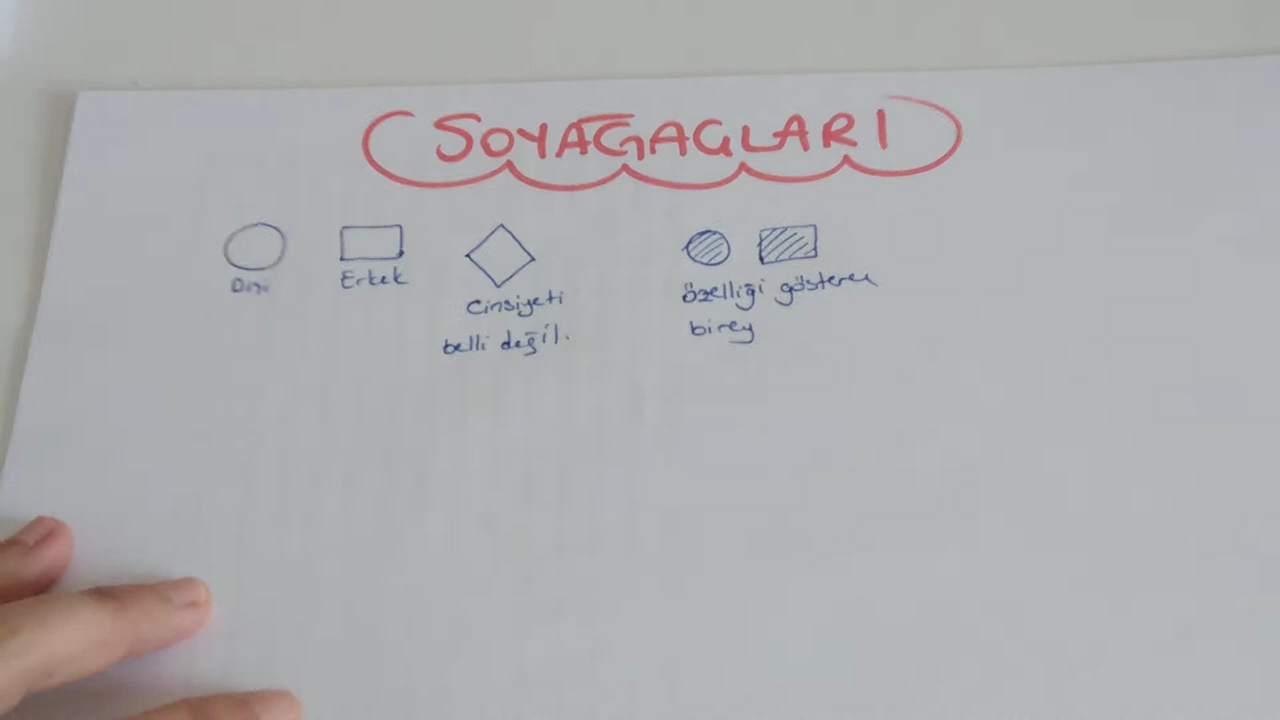 SOYAĞAÇLARI
Dişi
Erkek
Cinsiyeti
belli değil.
özelliği gösteren
birey